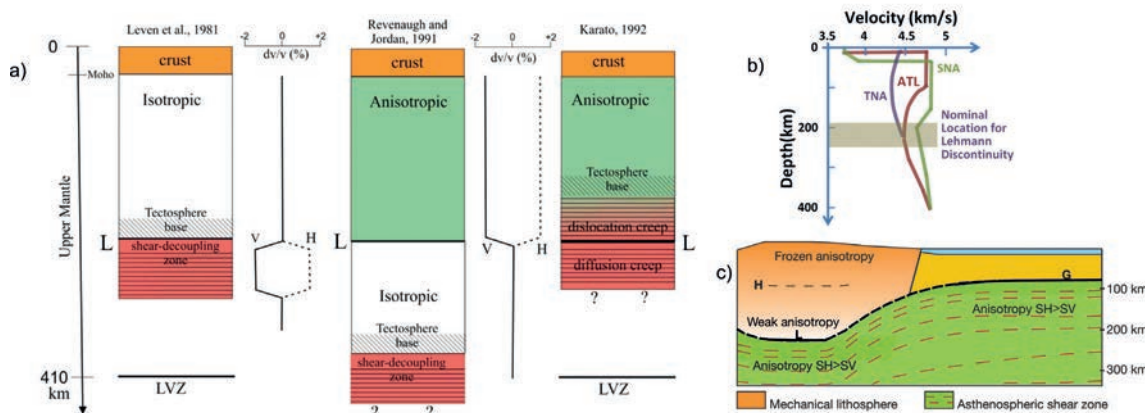 a)
0
Moho
Upper Mantle
410
km
Leven et al., 1981
crust
Isotropic
Tectosphere
base
L
shear-decoupling
zone
LVZ
-2 0 +2
dv/v (%)
V H
Revenaugh and
Jordan, 1991
crust
Anisotropic
L
Isotropic
Tectosphere
base
shear-decoupling
zone
? ?
-2 0 +2
dv/v (%)
V H
Karato, 1992
crust
Anisotropic
Tectosphere
base
dislocation creep
L
diffusion creep
? ?
LVZ
b)
Velocity (km/s)
3.5 4 4.5 5 5.4
0
200
400
Depth(km)
SNA
ATL
TNA
Nominal
Location for
Lehmann
Discontinuity
c)
Frozen anisotropy
H
G
100 km
Weak anisotropy
L
Anisotropy SH>SV
200 km
Anisotropy SH>SV
300 km
Mechanical lithosphere
Asthenospheric shear zone